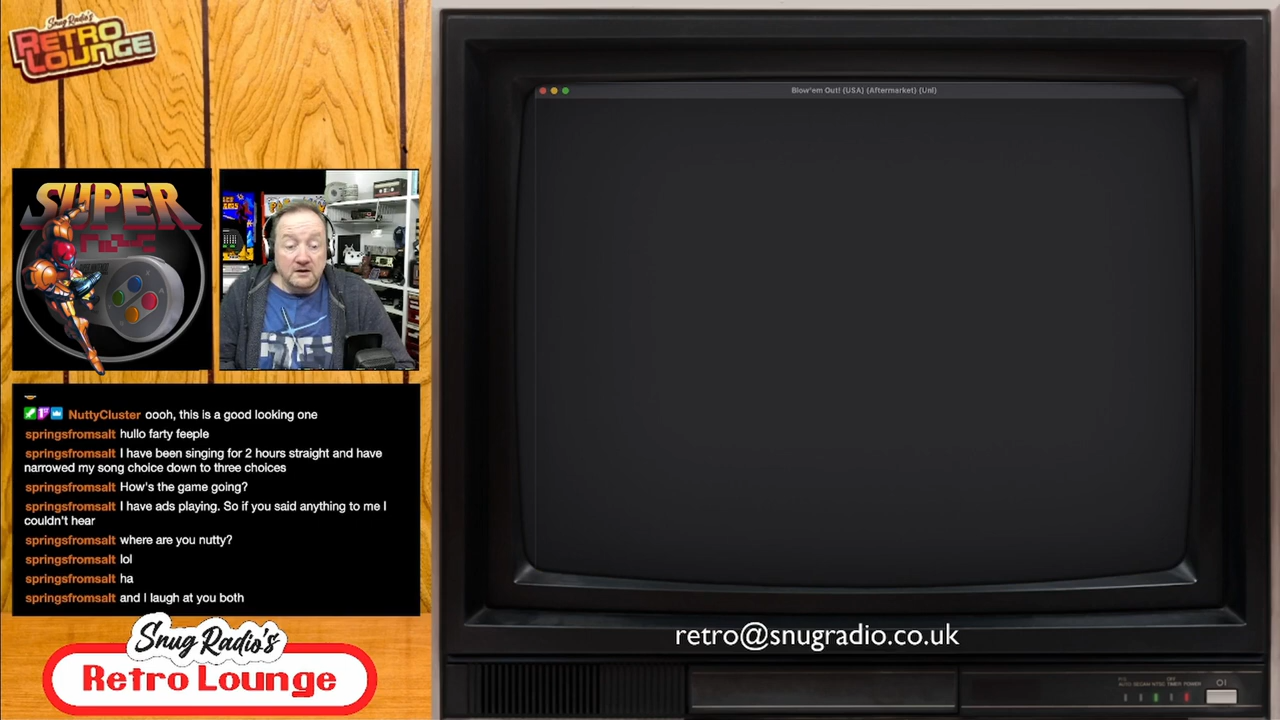 Snug Radio's
RETRO
LOUNGE
Blow'em Out! (USA) (Aftermarket) (Unl)
SUPER
NutyCluster oooh, this is a good looking one
springsfromsalt hullo farty feeple
springsfromsalt I have been singing for 2 hours straight and have
narrowed my song choice down to three choices
springsfromsalt How's the game going?
springsfromsalt I have ads playing. So if you said anything to me I
couldn't hear
springsfromsalt where are you nutty?
springsfromsalt lol
springsfromsalt ha
springsfromsalt and I laugh at you both
Snug Radio's
Retro Lounge
retro@snugradio.co.uk